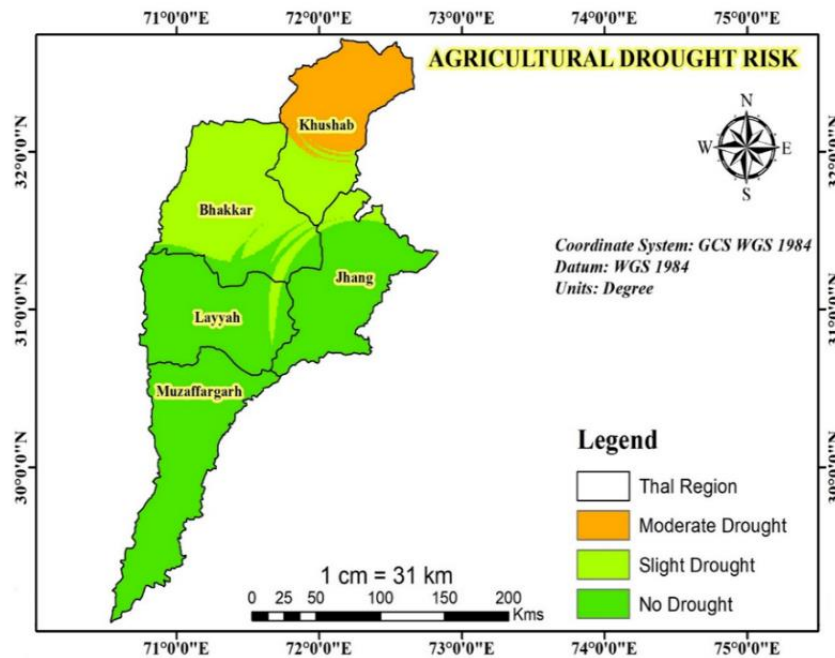 71°0'0"E 72°0'0"E 73°0'0"E 74°0'0"E 75°0'0"E
AGRICULTURAL DROUGHT RISK
Khushab
N
W E
S
32°0'0"N 32°0'0"N
Bhakkar
Coordinate System: GCS WGS 1984
Datum: WGS 1984
Units: Degree
Jhang
31°0'0"N 31°0'0"N
Layyah
Muzaffargarh
Legend
Thal Region
Moderate Drought
Slight Drought
No Drought
30°0'0"N 30°0'0"N
1 cm = 31 km
0 25 50 100 150 200
Kms
71°0'0"E 72°0'0"E 73°0'0"E 74°0'0"E 75°0'0"E